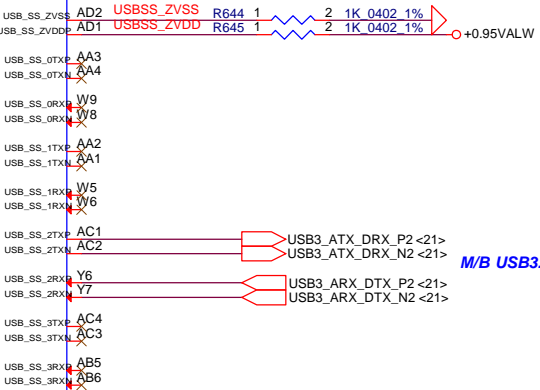 USB_SS_ZVSS AD2 USBSS_ZVSS R644 1 2 1K_0402_1%
USB_SS_ZVDDP AD1 USBSS_ZVDD R645 1 2 1K_0402_1%
+0.95VALW
USB_SS_0TXP AA3
USB_SS_0TXN AA4
USB_SS_0RXP W9
USB_SS_0RXN W8
USB_SS_1TXP AA2
USB_SS_1TXN AA1
USB_SS_1RXP W5
USB_SS_1RXN W6
USB_SS_2TXP AC1 USB3_ATX_DRX_P2 <21>
USB_SS_2TXN AC2 USB3_ATX_DRX_N2 <21>
M/B USB3.
USB_SS_2RXP Y6 USB3_ARX_DTX_P2 <21>
USB_SS_2RXN Y7 USB3_ARX_DTX_N2 <21>
USB_SS_3TXP AC4
USB_SS_3TXN AC3
USB_SS_3RXP AB5
USB_SS_3RXN AB6